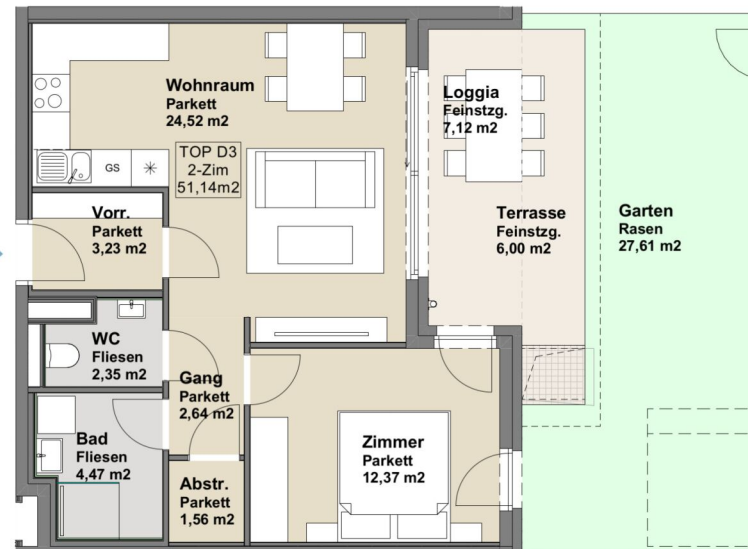 Wohnraum
Parkett
24,52 m2
TOP D3
2-Zim
51,14m2
GS
Loggia
Feinstzg.
7,12 m2
Vorr.
Parkett
3,23 m2
Terrasse
Feinstzg.
6,00 m2
Garten
Rasen
27,61 m2
WC
Fliesen
2,35 m2
Gang
Parkett
2,64 m2
Bad
Fliesen
4,47 m2
Zimmer
Parkett
12,37 m2
Abstr.
Parkett
1,56 m2